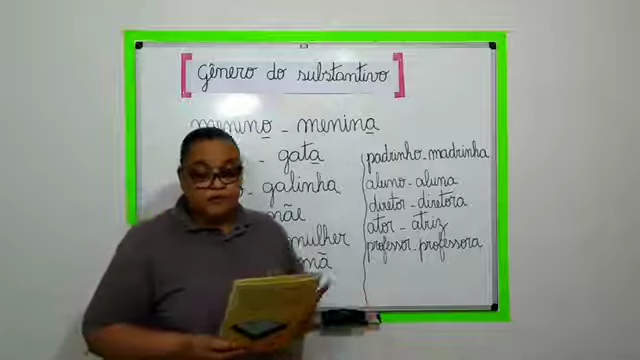 gênero do substantivo
menino - menina
- gata
- galinha
mãe
mulher
padrinho - madrinha
aluno - aluna
diretor - diretora
ator - atriz
professor - professora